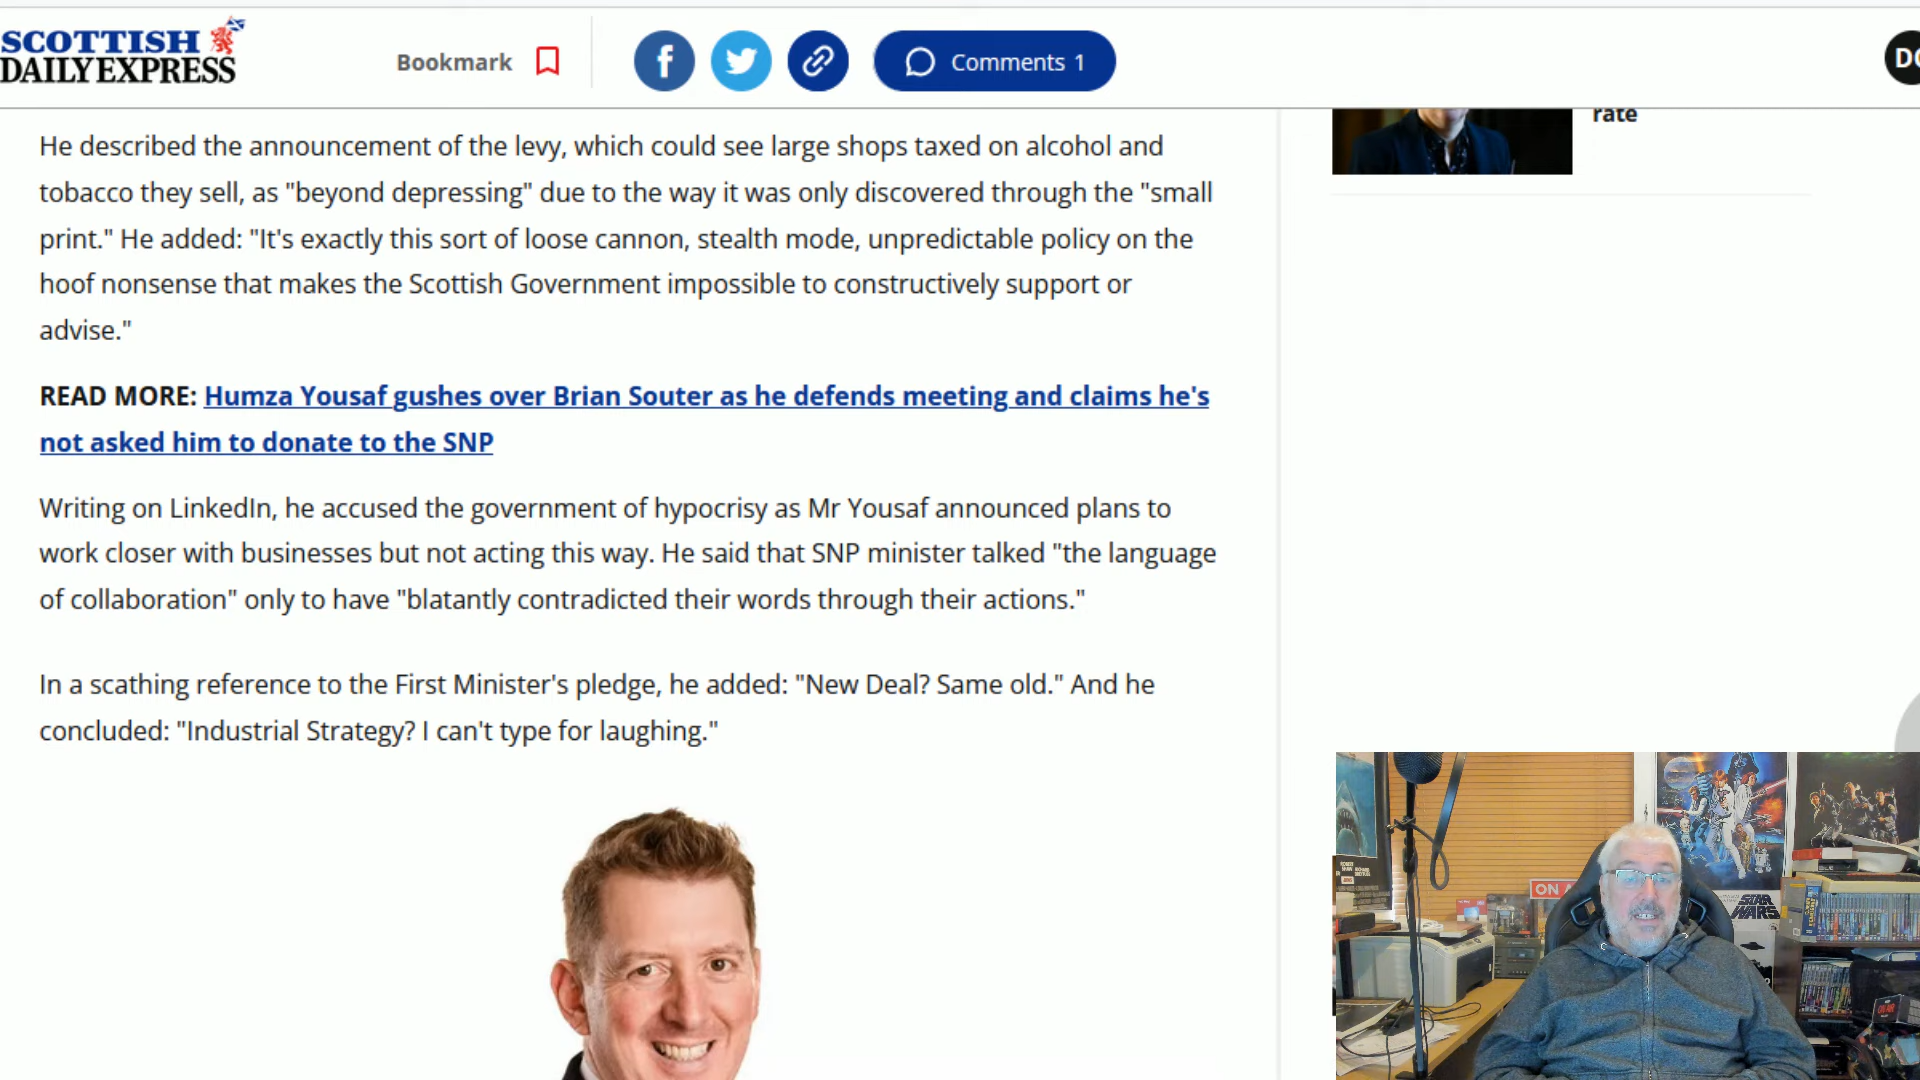 SCOTTISH
DAILY EXPRESS
Bookmark
Comments 1
rate
He described the announcement of the levy, which could see large shops taxed on alcohol and
tobacco they sell, as "beyond depressing" due to the way it was only discovered through the "small
print." He added: "It's exactly this sort of loose cannon, stealth mode, unpredictable policy on the
hoof nonsense that makes the Scottish Government impossible to constructively support or
advise."
READ MORE: Humza Yousaf gushes over Brian Souter as he defends meeting and claims he's
not asked him to donate to the SNP
Writing on LinkedIn, he accused the government of hypocrisy as Mr Yousaf announced plans to
work closer with businesses but not acting this way. He said that SNP minister talked "the language
of collaboration" only to have "blatantly contradicted their words through their actions."
In a scathing reference to the First Minister's pledge, he added: "New Deal? Same old." And he
concluded: "Industrial Strategy? I can't type for laughing."
ON
STAR
WARS